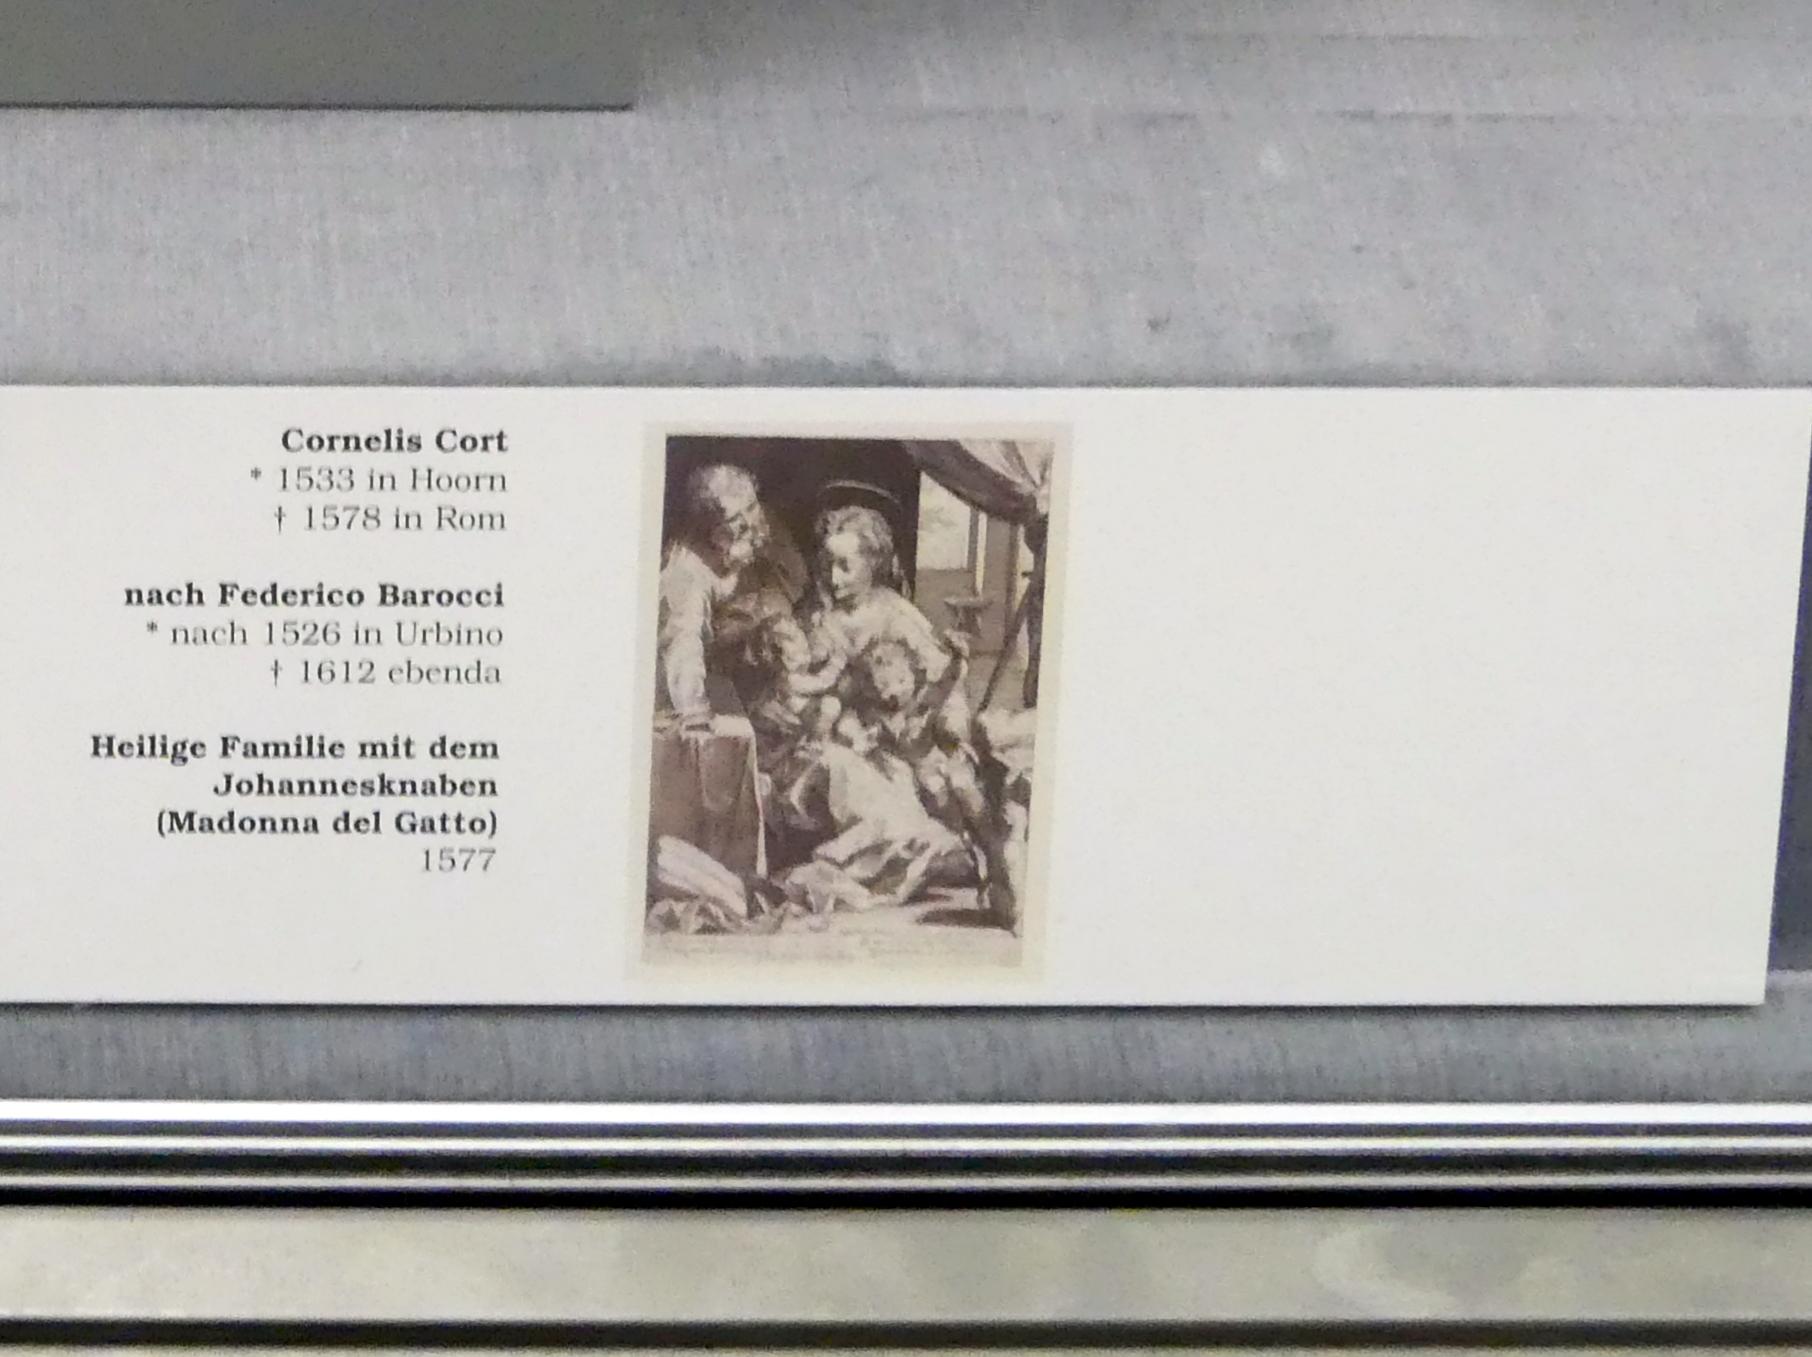 Cornelis Cort
* 1533 in Hoorn
† 1578 in Rom
nach Federico Barocci
* nach 1526 in Urbino
† 1612 ebenda
Heilige Familie mit dem
Johannesknaben
(Madonna del Gatto)
1577